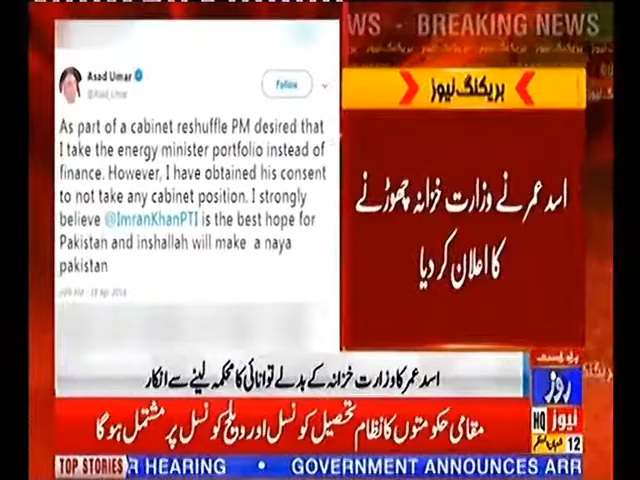 WS - BREAKING NEWS
بریکنگ نیوز
Asad Umar
@Asad_Umar
Follow
As part of a cabinet reshuffle PM desired that
I take the energy minister portfolio instead of
finance. However, I have obtained his consent
to not take any cabinet position. I strongly
believe @ImranKhanPTI is the best hope for
Pakistan and inshallah will make a naya
pakistan
اسد عمر نے وزارت خزانہ چھوڑنے
کا اعلان کر دیا
اسد عمر کا وزارت خزانہ کے بدلے توانائی کا محکمہ لینے سے انکار
براہ راست
روز
نیوز
HQ
12
مقامی حکومتوں کا نظام تحصیل کونسل اور ویلج کونسل پر مشتمل ہو گا
TOP STORIES R HEARING • GOVERNMENT ANNOUNCES ARR